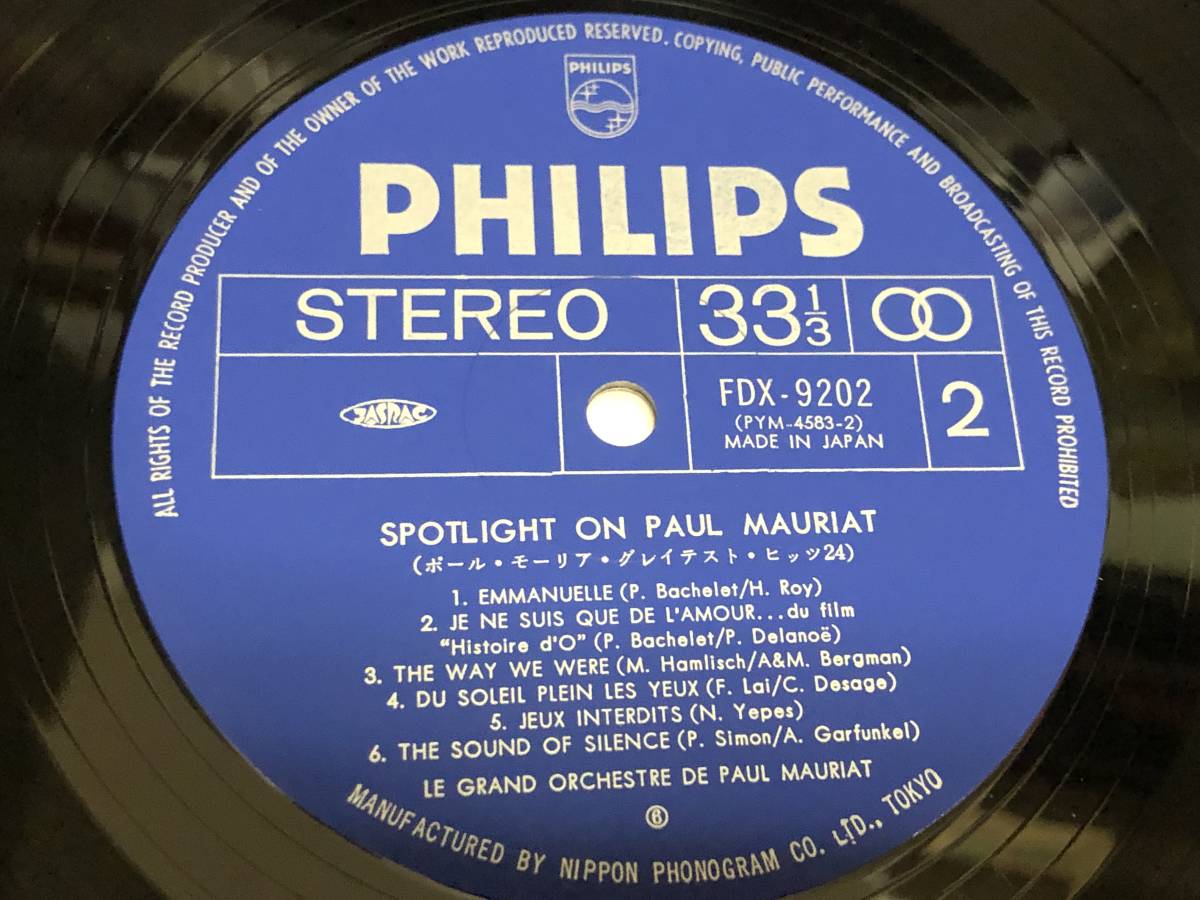 ALL RIGHTS OF THE RECORD PRODUCER AND OF THE OWNER OF THE WORK REPRODUCED RESERVED. COPYING, PUBLIC PERFORMANCE AND BROADCASTING OF THIS RECORD PROHIBITED
PHILIPS
PHILIPS
STEREO 33 1/3
JASRAC
FDX-9202
(PYM-4583-2)
MADE IN JAPAN
2
SPOTLIGHT ON PAUL MAURIAT
(ポール・モーリア・グレイテスト・ヒッツ24)
1. EMMANUELLE (P. Bachelet/H. Roy)
2. JE NE SUIS QUE DE L'AMOUR...du film
"Histoire d'O" (P. Bachelet/P. Delanoë)
3. THE WAY WE WERE (M. Hamlisch/A&M. Bergman)
4. DU SOLEIL PLEIN LES YEUX (F. Lai/C. Desage)
5. JEUX INTERDITS (N. Yepes)
6. THE SOUND OF SILENCE (P. Simon/A. Garfunkel)
LE GRAND ORCHESTRE DE PAUL MAURIAT
⑥
MANUFACTURED BY NIPPON PHONOGRAM CO. LTD., TOKYO